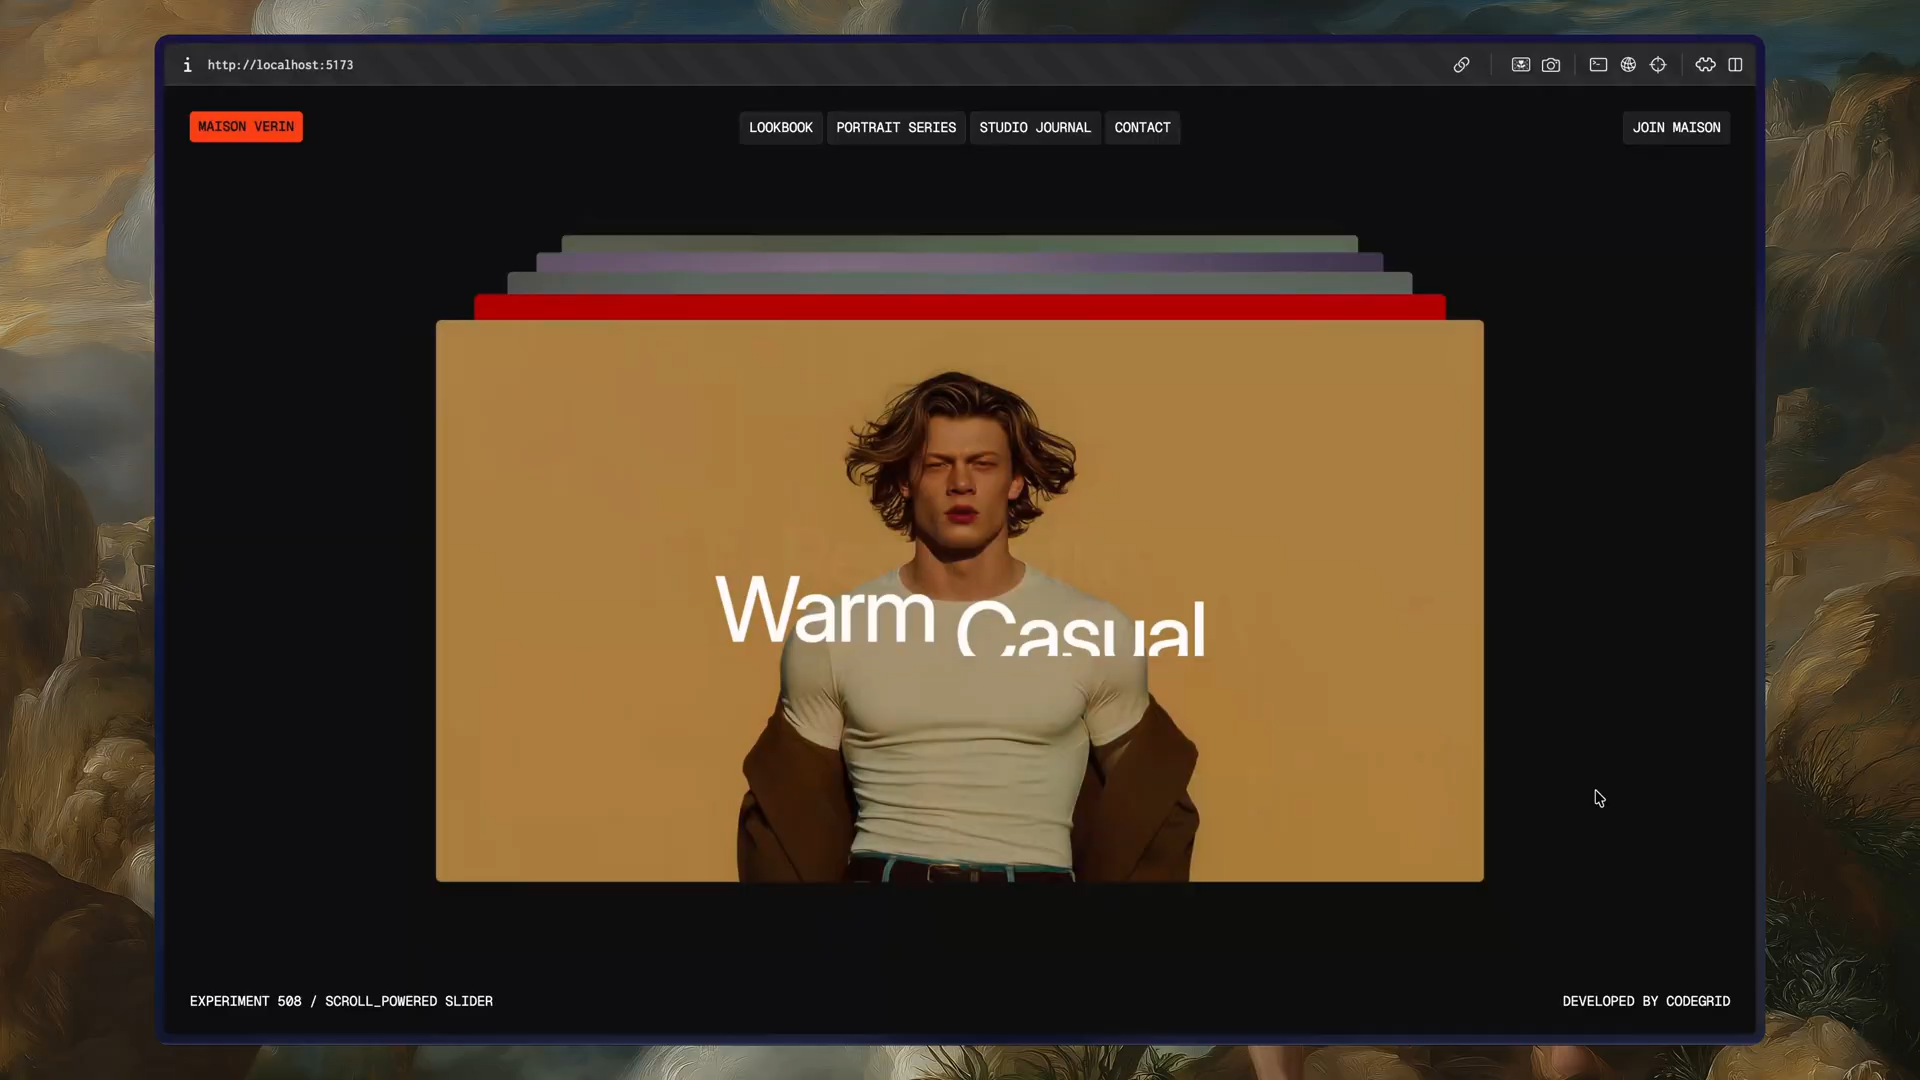 http://localhost:5173
MAISON VERIN
LOOKBOOK
PORTRAIT SERIES
STUDIO JOURNAL
CONTACT
JOIN MAISON
Warm Casual
EXPERIMENT 508 / SCROLL_POWERED SLIDER
DEVELOPED BY CODEGRID